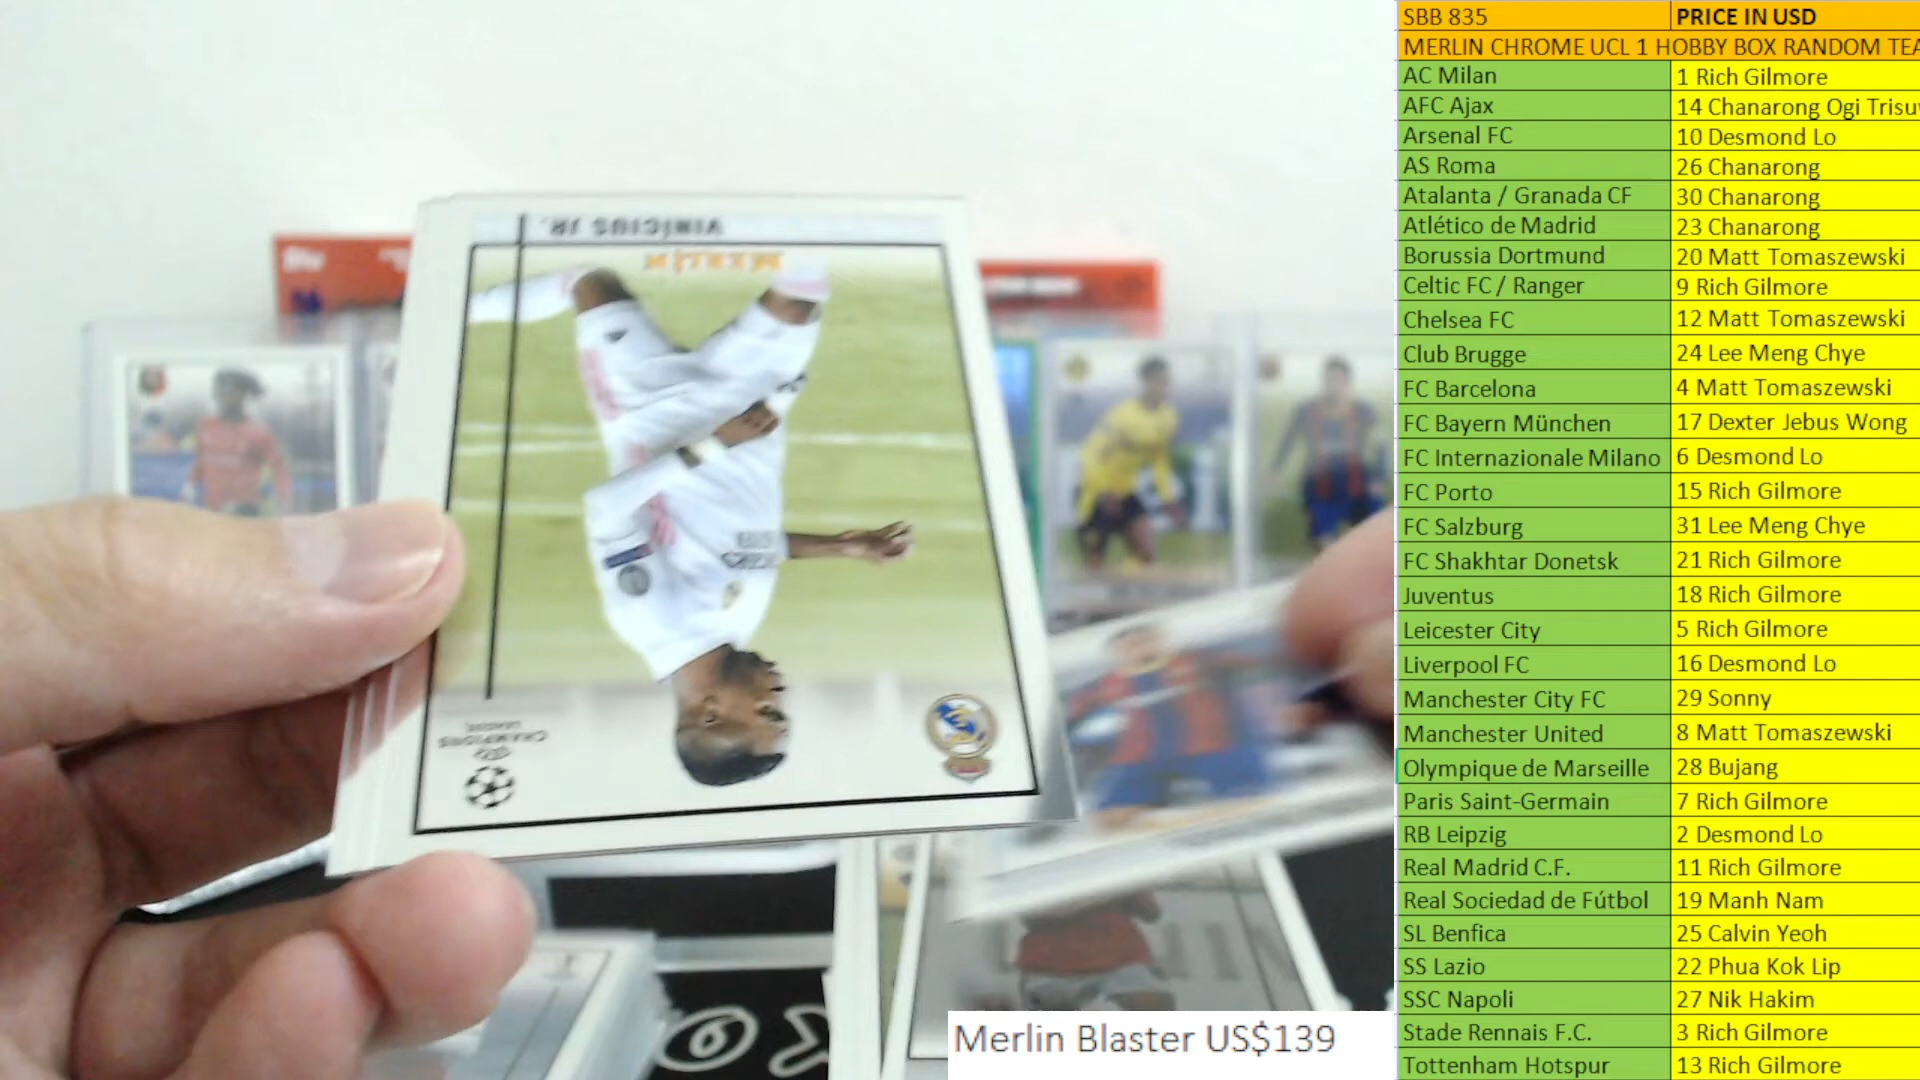 SBB 835 PRICE IN USD
MERLIN CHROME UCL 1 HOBBY BOX RANDOM TEA
AC Milan 1 Rich Gilmore
AFC Ajax 14 Chanarong Ogi Trisuw
Arsenal FC 10 Desmond Lo
AS Roma 26 Chanarong
Atalanta / Granada CF 30 Chanarong
Atlético de Madrid 23 Chanarong
Borussia Dortmund 20 Matt Tomaszewski
Celtic FC / Ranger 9 Rich Gilmore
Chelsea FC 12 Matt Tomaszewski
Club Brugge 24 Lee Meng Chye
FC Barcelona 4 Matt Tomaszewski
FC Bayern München 17 Dexter Jebus Wong
FC Internazionale Milano 6 Desmond Lo
FC Porto 15 Rich Gilmore
FC Salzburg 31 Lee Meng Chye
FC Shakhtar Donetsk 21 Rich Gilmore
Juventus 18 Rich Gilmore
Leicester City 5 Rich Gilmore
Liverpool FC 16 Desmond Lo
Manchester City FC 29 Sonny
Manchester United 8 Matt Tomaszewski
Olympique de Marseille 28 Bujang
Paris Saint-Germain 7 Rich Gilmore
RB Leipzig 2 Desmond Lo
Real Madrid C.F. 11 Rich Gilmore
Real Sociedad de Fútbol 19 Manh Nam
SL Benfica 25 Calvin Yeoh
SS Lazio 22 Phua Kok Lip
SSC Napoli 27 Nik Hakim
Stade Rennais F.C. 3 Rich Gilmore
Tottenham Hotspur 13 Rich Gilmore
VINÍCIUS JR.
MERLIN
CHAMPIONS
LEAGUE
Merlin Blaster US$139